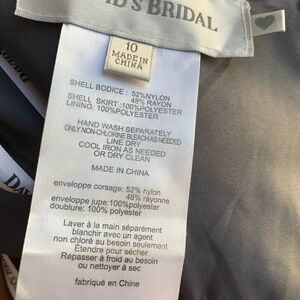 ID'S BRIDAL
10
MADE IN
CHINA
SHELL BODICE : 52%NYLON
48% RAYON
SHELL SKIRT :100%POLYESTER
LINING: 100%POLYESTER
HAND WASH SEPARATELY
ONLY NON-CHLORINE BLEACH AS NEEDED
LINE DRY
COOL IRON AS NEEDED
OR DRY CLEAN
MADE IN CHINA
enveloppe corsage: 52% nylon
48% rayonne
enveloppe jupe:100%polyester
doublure: 100% polyester
Laver à la main séparément
blanchir avec un agent
non chloré au besoin seulement
Étendre pour sécher
Repasser à froid au besoin
ou nettoyer à sec
fabriqué en Chine